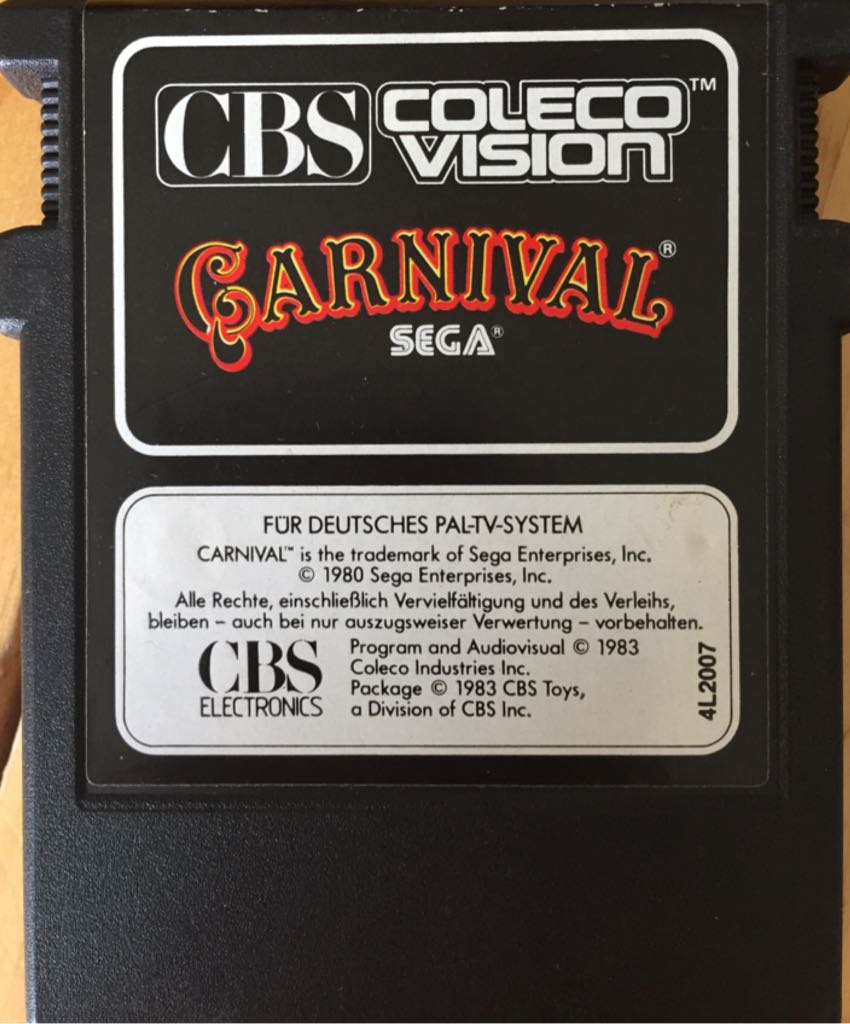 CBS COLECO VISION™
CARNIVAL®
SEGA®
FÜR DEUTSCHES PAL-TV-SYSTEM
CARNIVAL™ is the trademark of Sega Enterprises, Inc.
© 1980 Sega Enterprises, Inc.
Alle Rechte, einschließlich Vervielfältigung und des Verleihs,
bleiben – auch bei nur auszugsweiser Verwertung – vorbehalten.
CBS ELECTRONICS
Program and Audiovisual © 1983
Coleco Industries Inc.
Package © 1983 CBS Toys,
a Division of CBS Inc.
4L2007